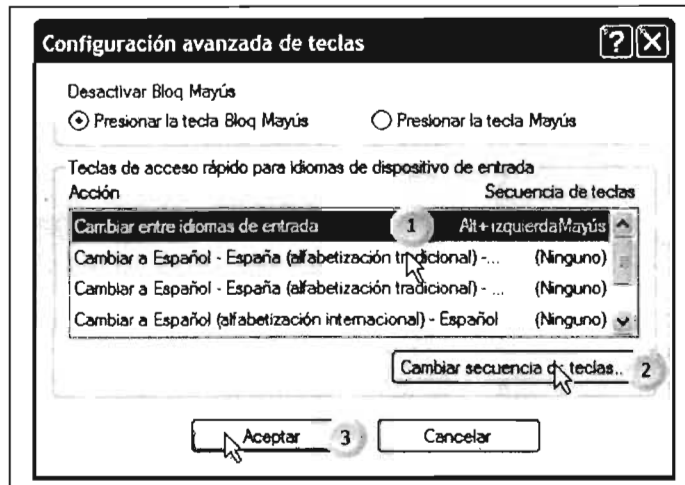 Configuración avanzada de teclas
Desactivar Bloq Mayús
Presionar la tecla Bloq Mayús Presionar la tecla Mayús
Teclas de acceso rápido para idiomas de dispositivo de entrada
Acción Secuencia de teclas
Cambiar entre idiomas de entrada 1 Alt+izquierdaMayús
Cambiar a Español - España (alfabetización tradicional) -... (Ninguno)
Cambiar a Español - España (alfabetización tradicional) - ... (Ninguno)
Cambiar a Español (alfabetización internacional) - Español (Ninguno)
Cambiar secuencia de teclas.. 2
Aceptar 3 Cancelar